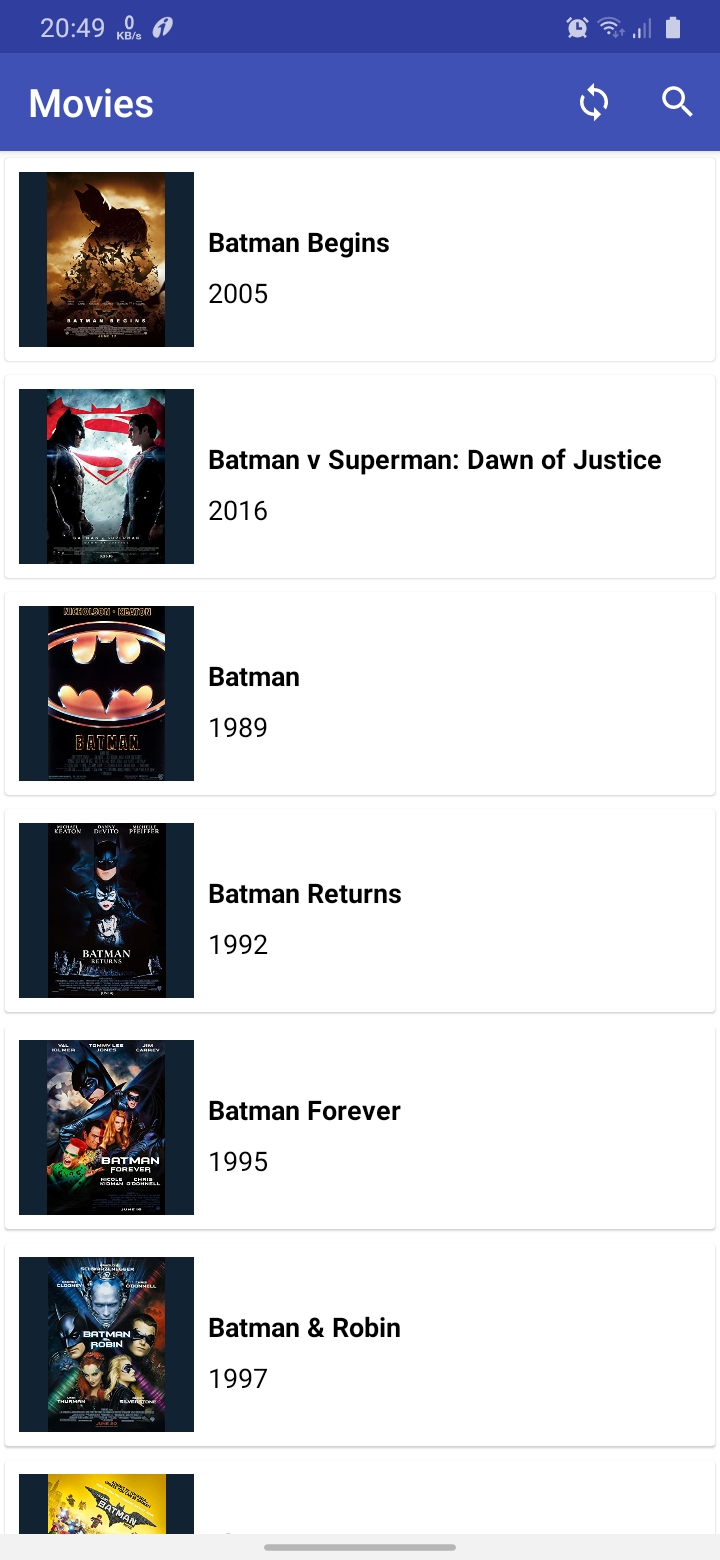 20:49 0 KB/s
Movies
BATMAN BEGINS
Batman Begins
2005
Batman v Superman: Dawn of Justice
2016
NICHOLSON · KEATON
BATMAN
Batman
1989
MICHAEL KEATON DANNY DEVITO MICHELLE PFEIFFER
BATMAN
RETURNS
Batman Returns
1992
VAL KILMER TOMMY LEE JONES JIM CARREY
BATMAN
FOREVER
NICOLE KIDMAN CHRIS O'DONNELL
JUNE 16
Batman Forever
1995
SCHWARZENEGGER
CLOONEY O'DONNELL
BATMAN
ROBIN
THURMAN SILVERSTONE
Batman & Robin
1997
BATMAN